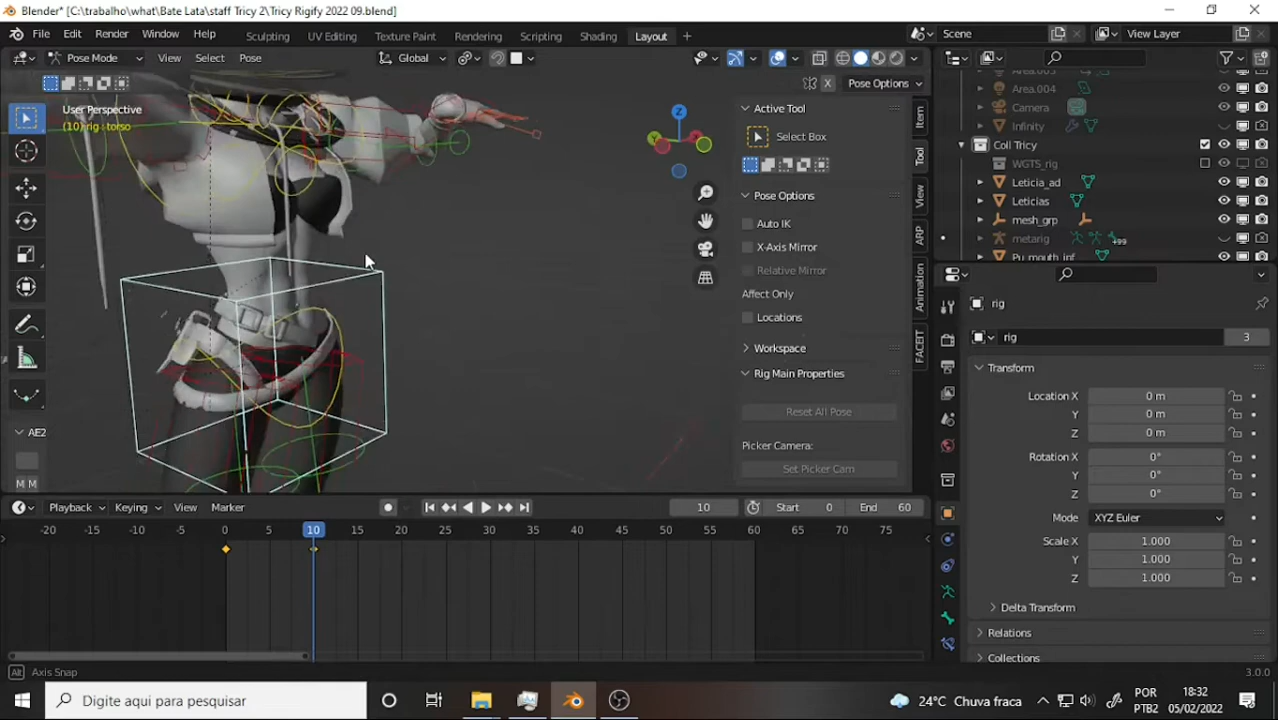 Blender* [C:\trabalho\what\Bate Lata\staff Tricy 2\Tricy Rigify 2022 09.blend]
File Edit Render Window Help Sculpting UV Editing Texture Paint Rendering Scripting Shading Layout Scene View Layer
Pose Mode View Select Pose Global
X Pose Options
User Perspective
(10) rig : torso
Z
Y
Active Tool
Select Box
Pose Options
Auto IK
X-Axis Mirror
Relative Mirror
Affect Only
Locations
Workspace
Rig Main Properties
Reset All Pose
Picker Camera:
Set Picker Cam
Item
Tool
View
ARP
Animation
FACEIT
AE2
M M
Area.004
Camera
Infinity
Coll Tricy
WGTS_rig
Leticia_ad
Leticias
mesh_grp
metarig
+99
Pu_mouth_inf
rig
rig 3
Transform
Location X 0 m
Y 0 m
Z 0 m
Rotation X 0°
Y 0°
Z 0°
Mode XYZ Euler
Scale X 1.000
Y 1.000
Z 1.000
Delta Transform
Relations
Collections
Playback Keying View Marker 10 Start 0 End 60
-20 -15 -10 -5 0 5 10 15 20 25 30 35 40 45 50 55 60 65 70 75
Alt Axis Snap 3.0.0
Digite aqui para pesquisar
24°C Chuva fraca
POR
PTB2
18:32
05/02/2022